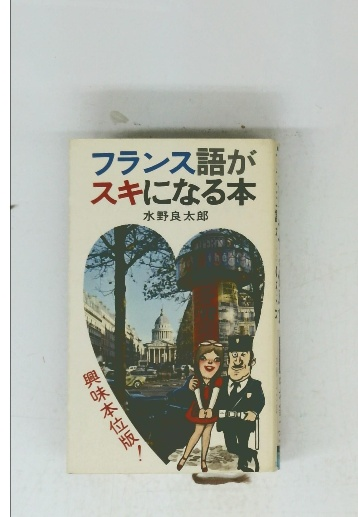 フランス語が
スキになる本
水野良太郎
興味本位版!